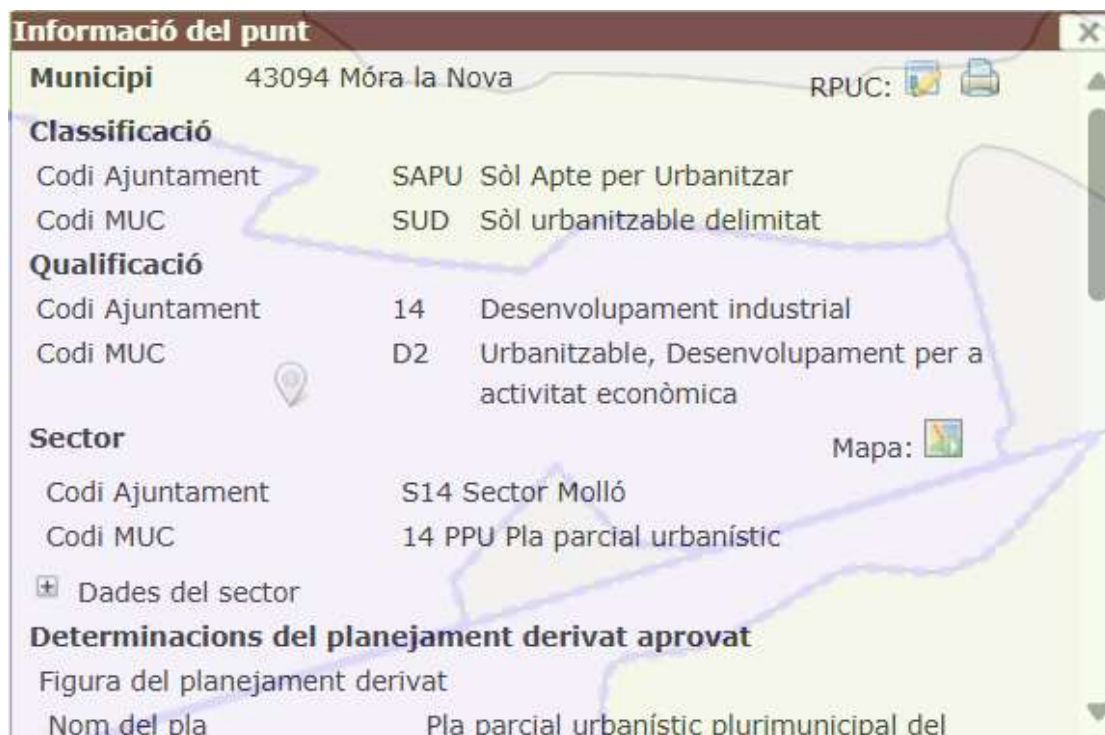 Informació del punt
Municipi 43094 Móra la Nova RPUC:
Classificació
Codi Ajuntament SAPU Sòl Apte per Urbanitzar
Codi MUC SUD Sòl urbanitzable delimitat
Qualificació
Codi Ajuntament 14 Desenvolupament industrial
Codi MUC D2 Urbanitzable, Desenvolupament per a
activitat econòmica
Sector Mapa:
Codi Ajuntament S14 Sector Molló
Codi MUC 14 PPU Pla parcial urbanístic
Dades del sector
Determinacions del planejament derivat aprovat
Figura del planejament derivat
Nom del pla Pla parcial urbanístic plurimunicipal del